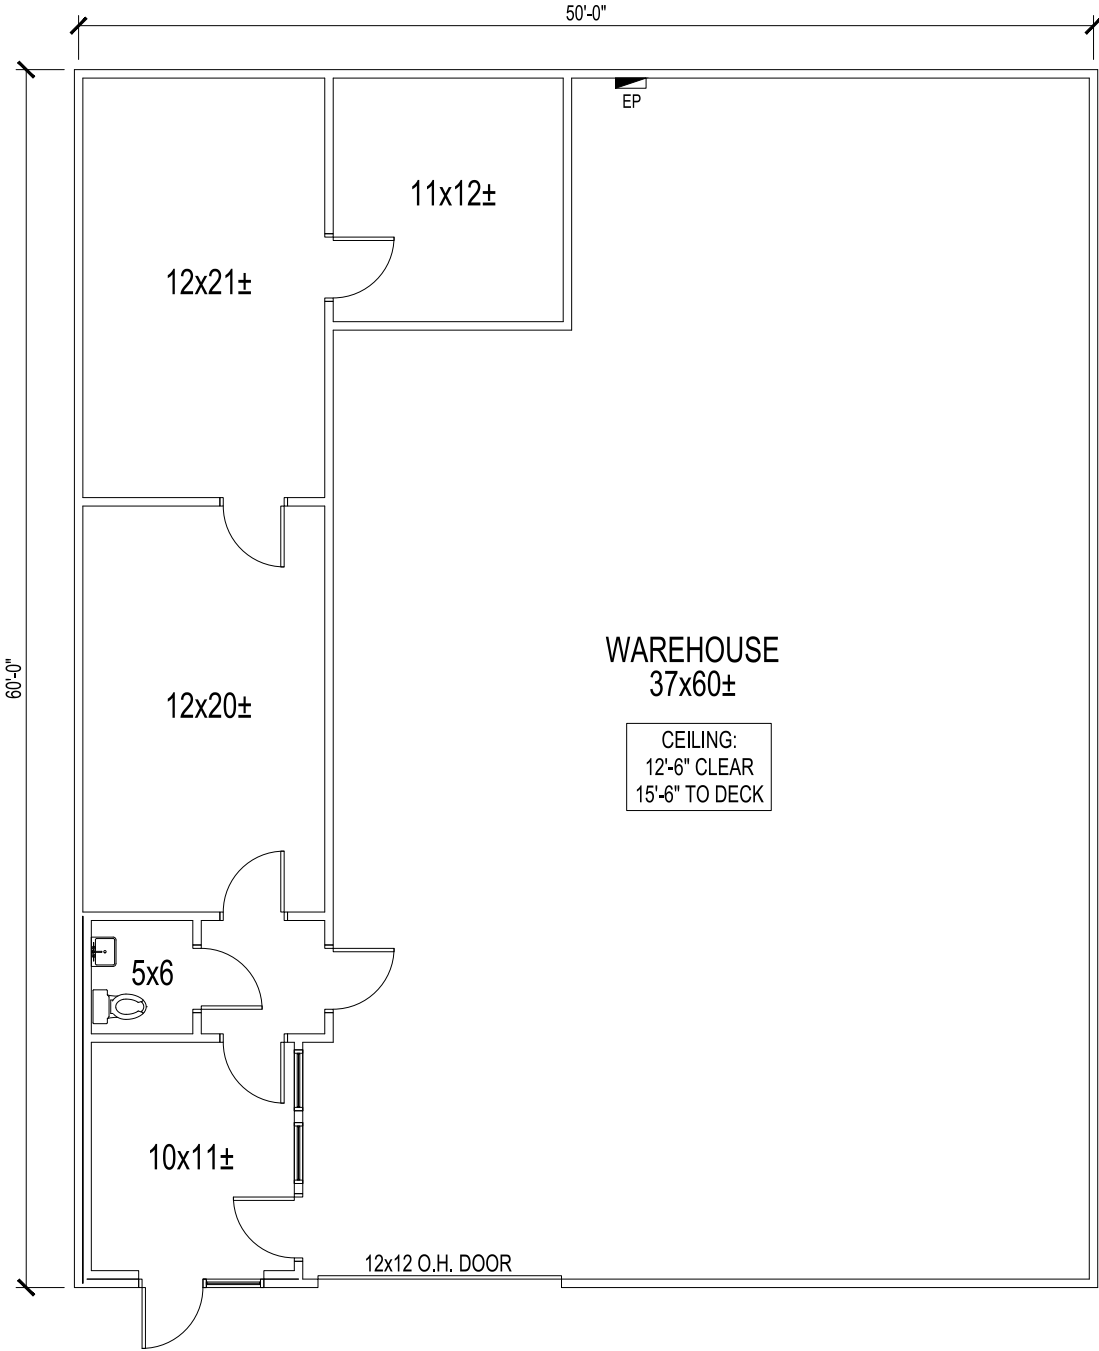 50'-0"
EP
11x12±
12x21±
60'-0"
WAREHOUSE
37x60±
12x20±
CEILING:
12'-6" CLEAR
15'-6" TO DECK
5x6
10x11±
12x12 O.H. DOOR